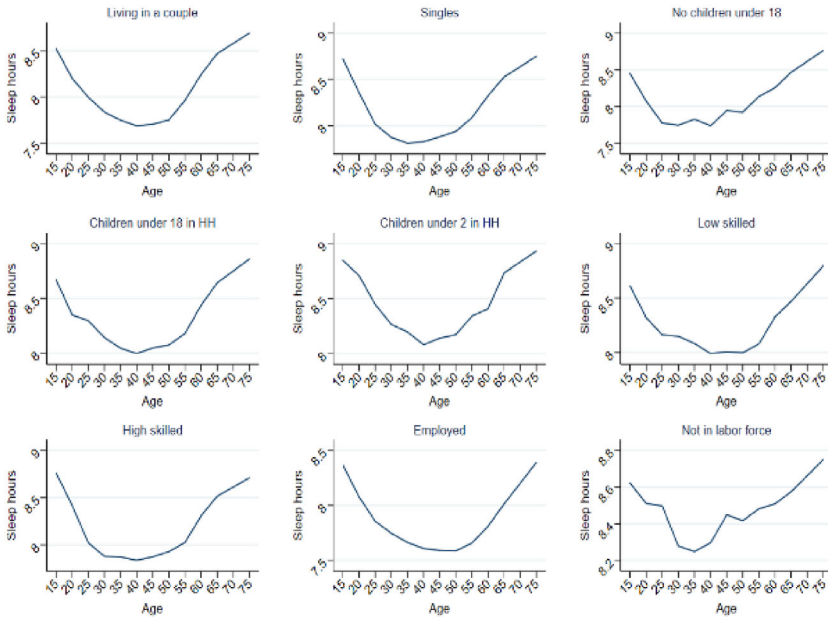 Living in a couple
Sleep hours
8.5
8
7.5
15 20 25 30 35 40 45 50 55 60 65 70 75
Age
Singles
Sleep hours
9
8.5
8
15 20 25 30 35 40 45 50 55 60 65 70 75
Age
No children under 18
Sleep hours
9
8.5
8
7.5
15 20 25 30 35 40 45 50 55 60 65 70 75
Age
Children under 18 in HH
Sleep hours
9
8.5
8
15 20 25 30 35 40 45 50 55 60 65 70 75
Age
Children under 2 in HH
Sleep hours
9
8.5
8
15 20 25 30 35 40 45 50 55 60 65 70 75
Age
Low skilled
Sleep hours
9
8.5
8
15 20 25 30 35 40 45 50 55 60 65 70 75
Age
High skilled
Sleep hours
9
8.5
8
15 20 25 30 35 40 45 50 55 60 65 70 75
Age
Employed
Sleep hours
8.5
8
7.5
15 20 25 30 35 40 45 50 55 60 65 70 75
Age
Not in labor force
Sleep hours
8.8
8.6
8.4
8.2
15 20 25 30 35 40 45 50 55 60 65 70 75
Age